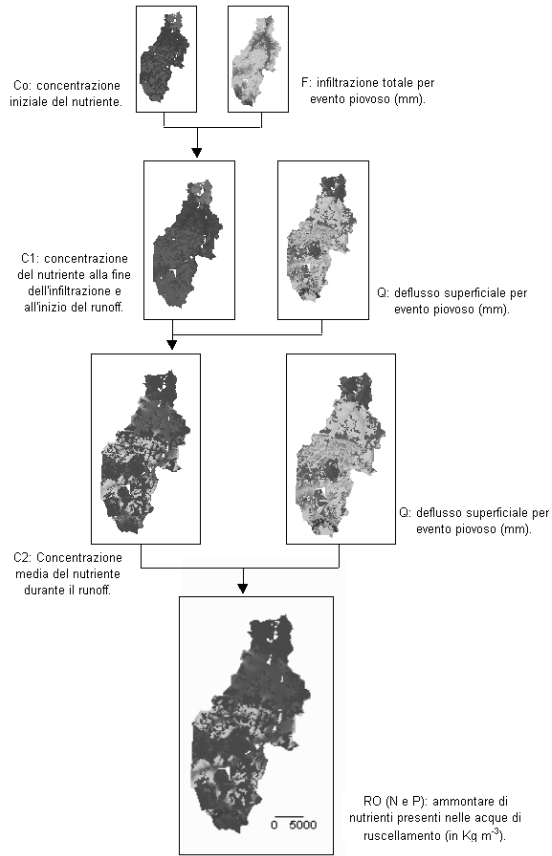 Co: concentrazione
iniziale del nutriente.
F: infiltrazione totale per
evento piovoso (mm).
C1: concentrazione
del nutriente alla fine
dell'infiltrazione e
all'inizio del runoff.
Q: deflusso superficiale per
evento piovoso (mm).
C2: Concentrazione
media del nutriente
durante il runoff.
Q: deflusso superficiale per
evento piovoso (mm).
0 5000
RO (N e P): ammontare di
nutrienti presenti nelle acque di
ruscellamento (in Kg m⁻³).